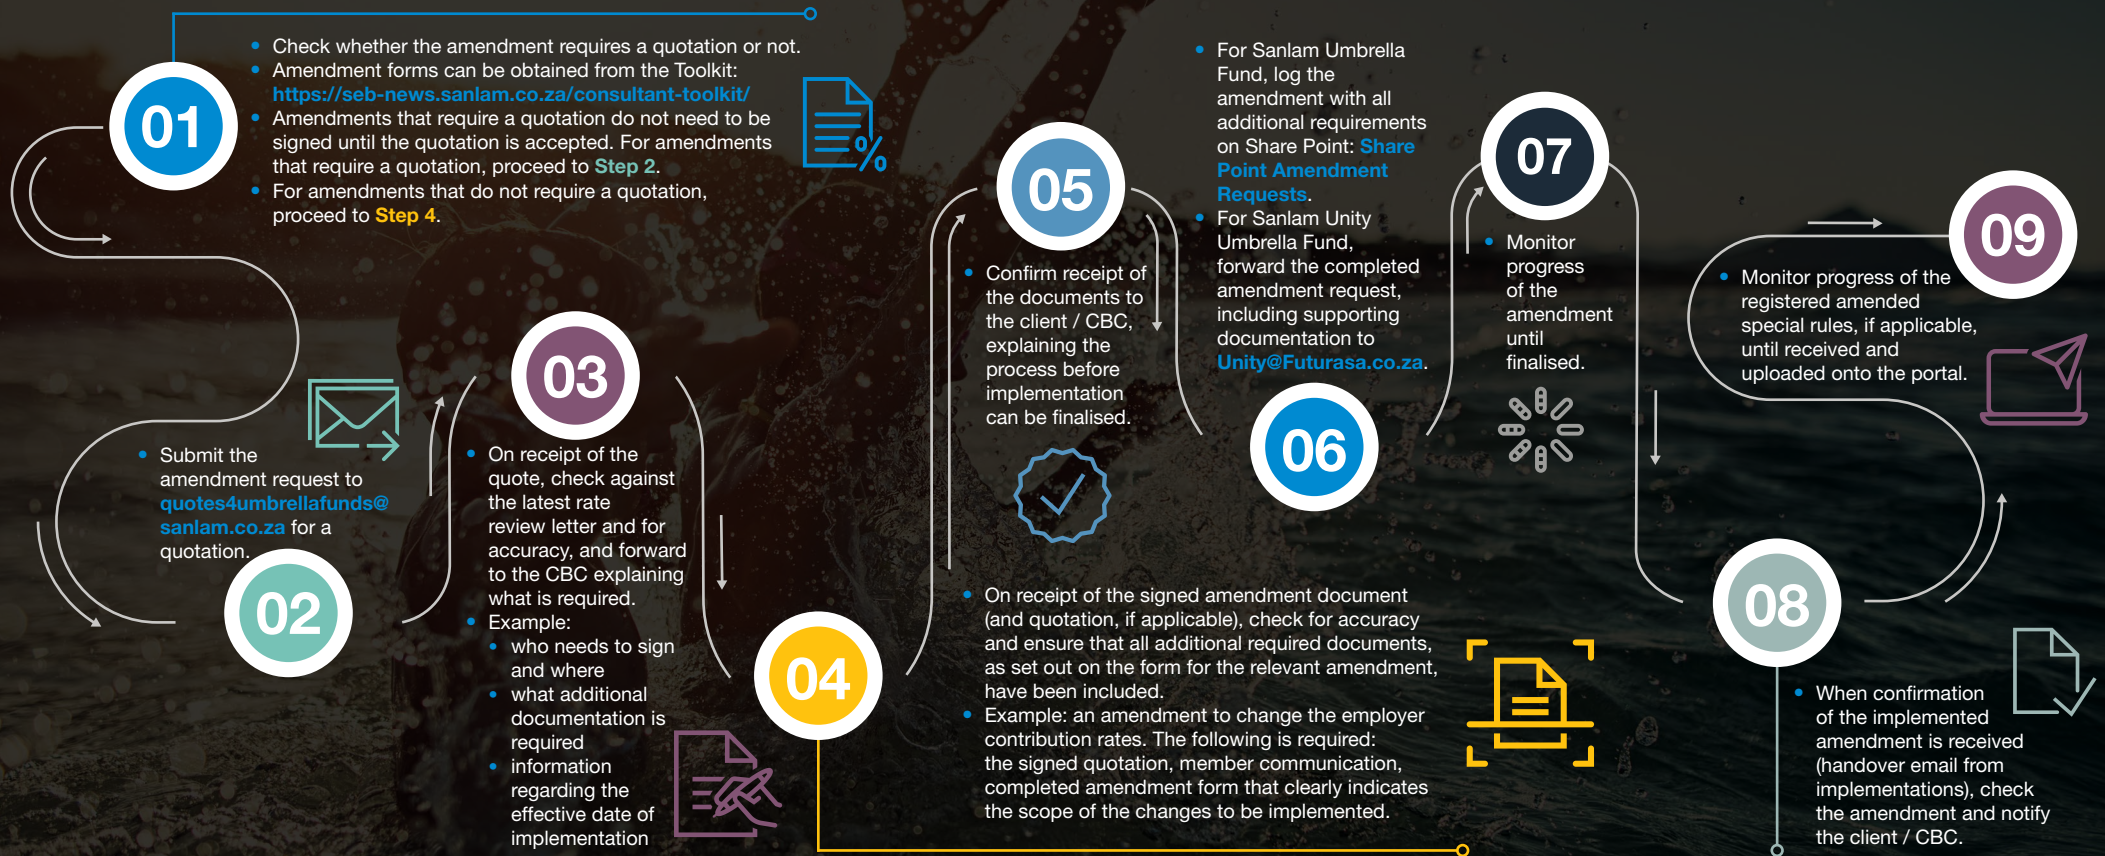 01
• Check whether the amendment requires a quotation or not.
• Amendment forms can be obtained from the Toolkit:
https://seb-news.sanlam.co.za/consultant-toolkit/
• Amendments that require a quotation do not need to be
signed until the quotation is accepted. For amendments
that require a quotation, proceed to Step 2.
• For amendments that do not require a quotation,
proceed to Step 4.
%
• Submit the
amendment request to
quotes4umbrellafunds@
sanlam.co.za for a
quotation.
02
03
• On receipt of the
quote, check against
the latest rate
review letter and for
accuracy, and forward
to the CBC explaining
what is required.
• Example:
• who needs to sign
and where
• what additional
documentation is
required
• information
regarding the
effective date of
implementation
04
• On receipt of the signed amendment document
(and quotation, if applicable), check for accuracy
and ensure that all additional required documents,
as set out on the form for the relevant amendment,
have been included.
• Example: an amendment to change the employer
contribution rates. The following is required:
the signed quotation, member communication,
completed amendment form that clearly indicates
the scope of the changes to be implemented.
05
• Confirm receipt of
the documents to
the client / CBC,
explaining the
process before
implementation
can be finalised.
• For Sanlam Umbrella
Fund, log the
amendment with all
additional requirements
on Share Point: Share
Point Amendment
Requests.
• For Sanlam Unity
Umbrella Fund,
forward the completed
amendment request,
including supporting
documentation to
Unity@Futurasa.co.za.
06
07
• Monitor
progress
of the
amendment
until
finalised.
08
• When confirmation
of the implemented
amendment is received
(handover email from
implementations), check
the amendment and notify
the client / CBC.
09
• Monitor progress of the
registered amended
special rules, if applicable,
until received and
uploaded onto the portal.